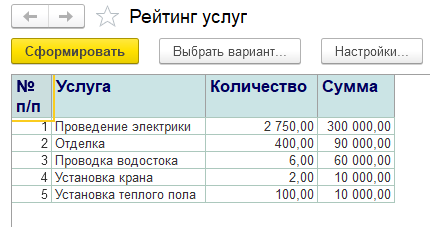 Рейтинг услуг
Сформировать Выбрать вариант... Настройки...
№ п/п Услуга Количество Сумма
1 Проведение электрики 2 750,00 300 000,00
2 Отделка 400,00 90 000,00
3 Проводка водостока 6,00 60 000,00
4 Установка крана 2,00 10 000,00
5 Установка теплого пола 100,00 10 000,00